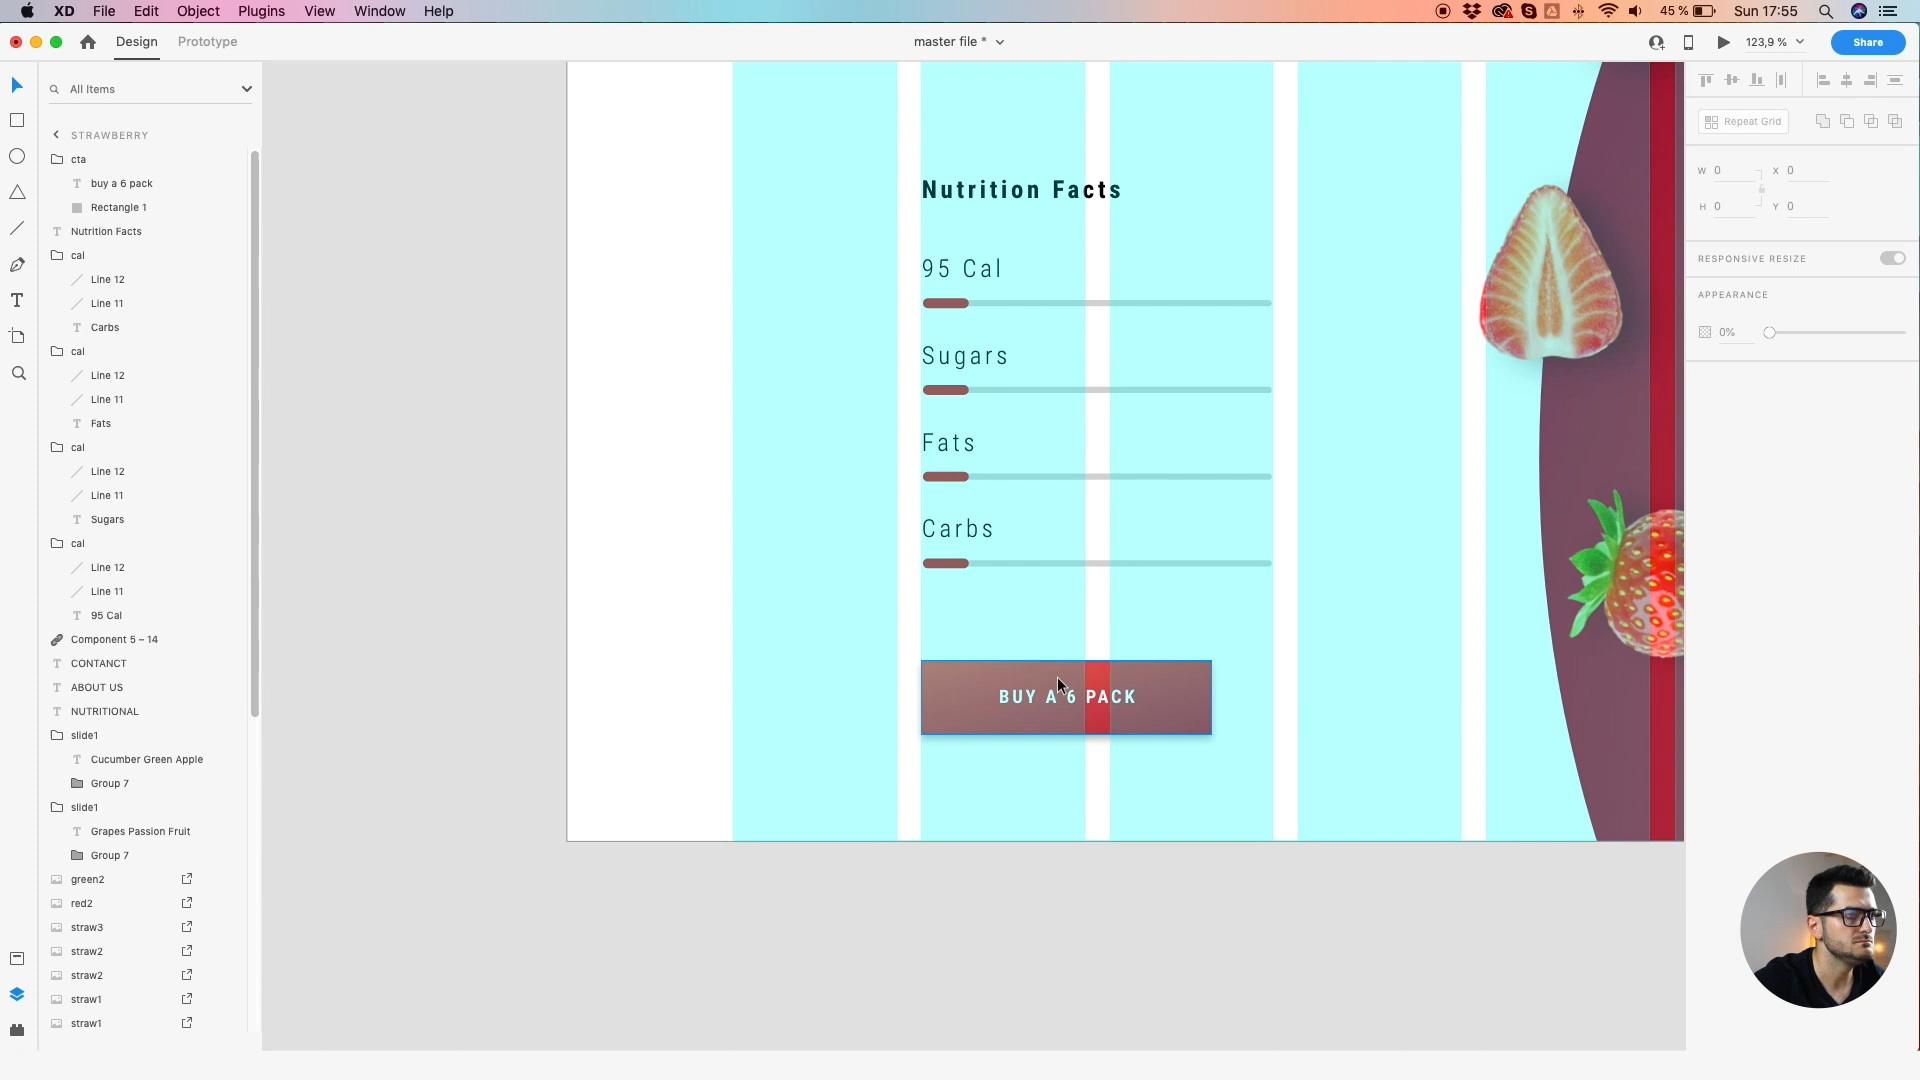 XD File Edit Object Plugins View Window Help
45 % Sun 17:55
Design Prototype
master file *
123,9 %
Share
All Items
STRAWBERRY
cta
buy a 6 pack
Rectangle 1
Nutrition Facts
cal
Line 12
Line 11
Carbs
cal
Line 12
Line 11
Fats
cal
Line 12
Line 11
Sugars
cal
Line 12
Line 11
95 Cal
Component 5 – 14
CONTANCT
ABOUT US
NUTRITIONAL
slide1
Cucumber Green Apple
Group 7
slide1
Grapes Passion Fruit
Group 7
green2
red2
straw3
straw2
straw2
straw1
straw1
Nutrition Facts
95 Cal
Sugars
Fats
Carbs
BUY A 6 PACK
Repeat Grid
W 0 X 0
H 0 Y 0
RESPONSIVE RESIZE
APPEARANCE
0%